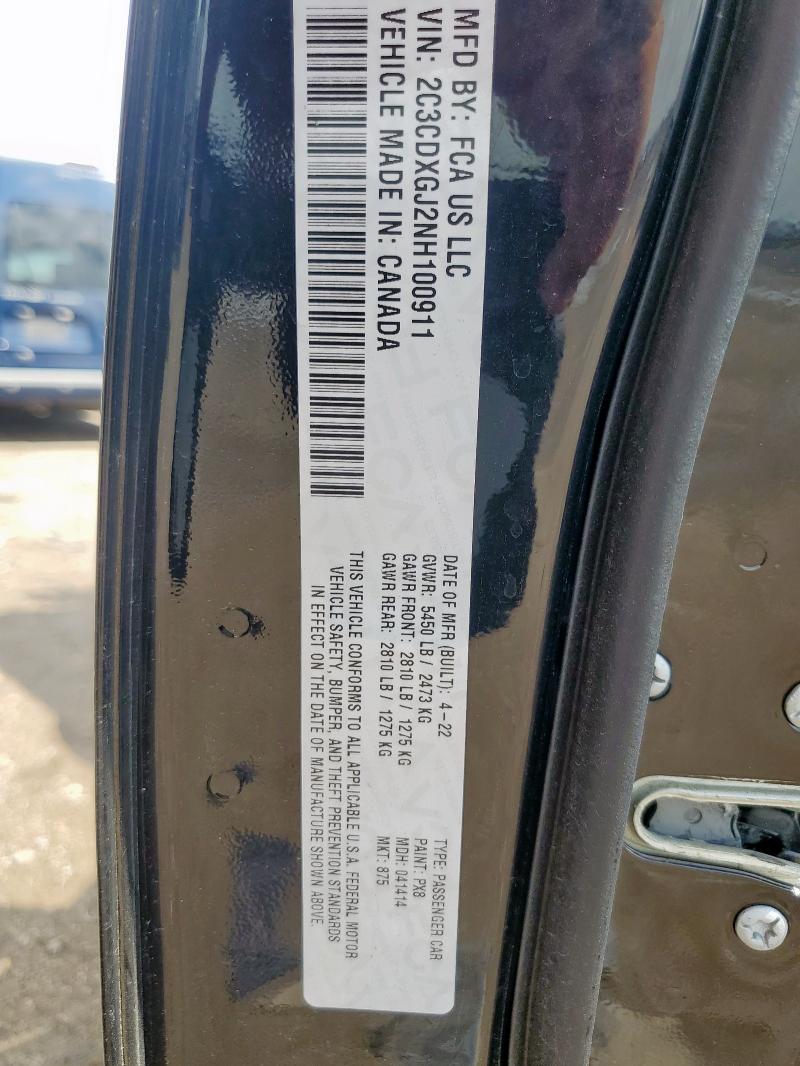 MFD BY: FCA US LLC
VIN: 2C3CDXGJ2NH100911
VEHICLE MADE IN: CANADA
DATE OF MFR (BUILT): 4-22
GVWR: 5450 LB / 2473 KG
GAWR FRONT: 2810 LB / 1275 KG
GAWR REAR: 2810 LB / 1275 KG
THIS VEHICLE CONFORMS TO ALL APPLICABLE U.S.A. FEDERAL MOTOR
VEHICLE SAFETY, BUMPER, AND THEFT PREVENTION STANDARDS
IN EFFECT ON THE DATE OF MANUFACTURE SHOWN ABOVE.
TYPE: PASSENGER CAR
PAINT: PX8
MDH: 041414
MKT: 875